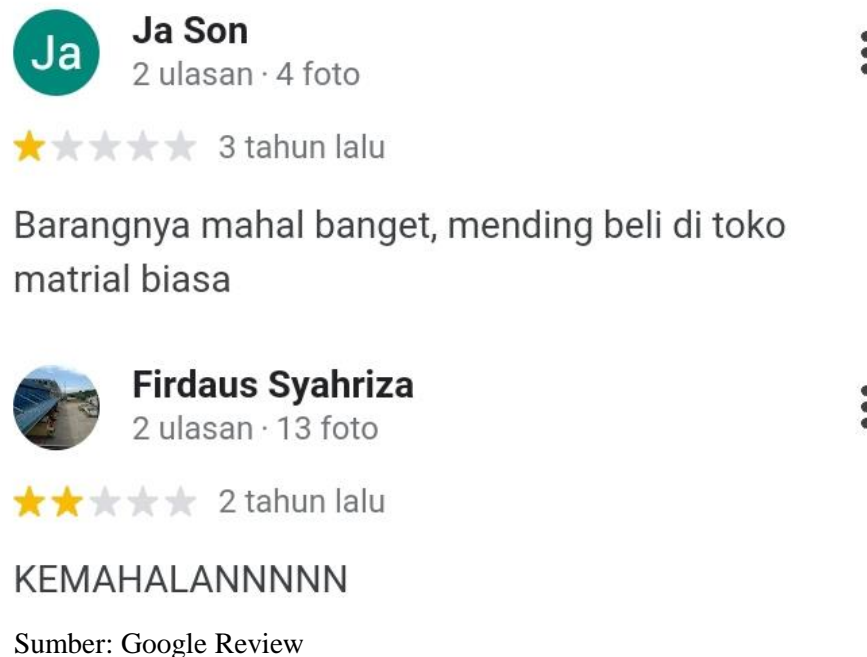 Ja
Ja Son
2 ulasan · 4 foto
3 tahun lalu
Barangnya mahal banget, mending beli di toko
matrial biasa
Firdaus Syahriza
2 ulasan · 13 foto
2 tahun lalu
KEMAHALANNNNN
Sumber: Google Review